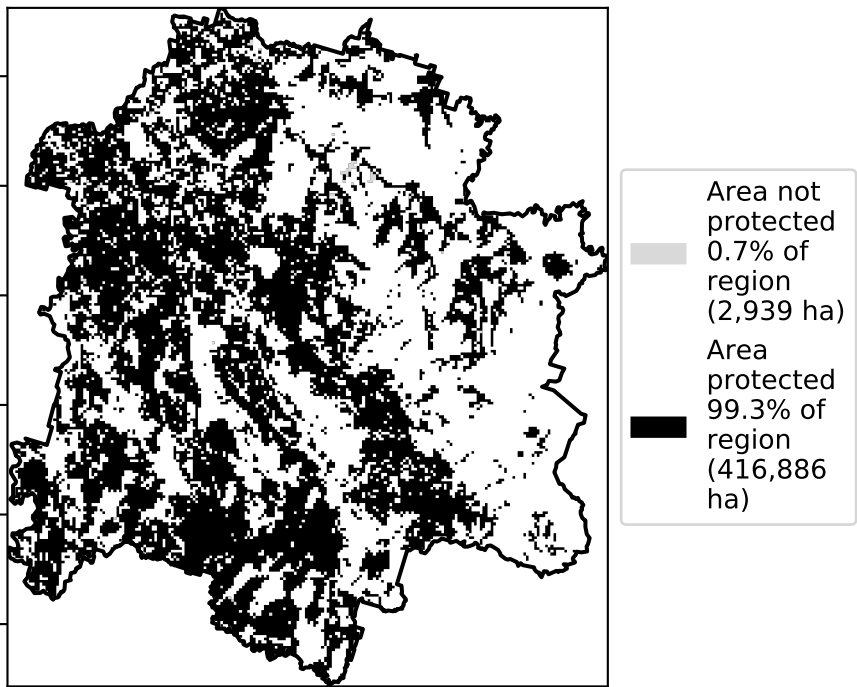 Area not
protected
0.7% of
region
(2,939 ha)
Area
protected
99.3% of
region
(416,886
ha)